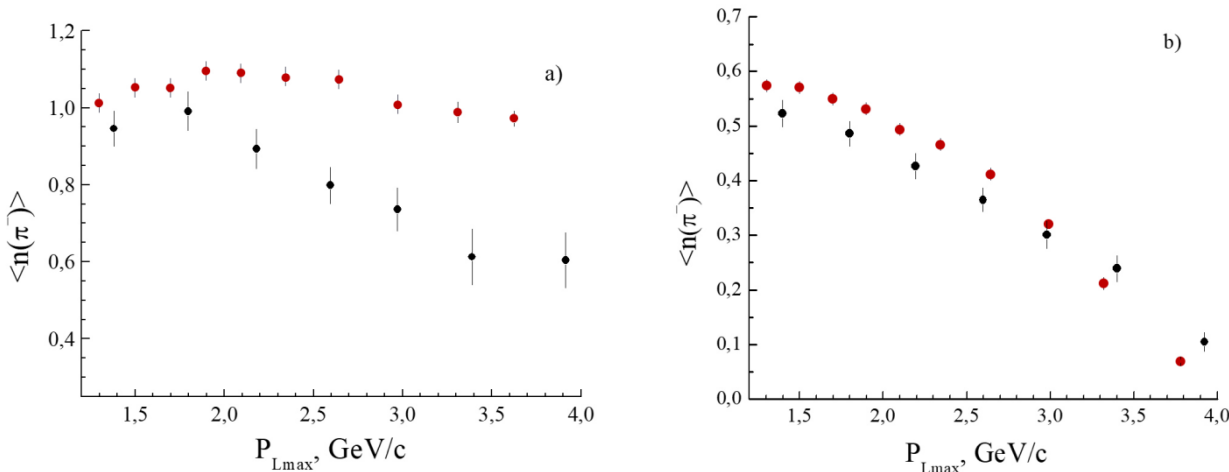 1,2
1,0
0,8
0,6
0,4
<n(π⁻)>
a)
1,5 2,0 2,5 3,0 3,5 4,0
P_Lmax, GeV/c
0,7
0,6
0,5
0,4
0,3
0,2
0,1
0,0
<n(π⁻)>
b)
1,5 2,0 2,5 3,0 3,5 4,0
P_Lmax, GeV/c